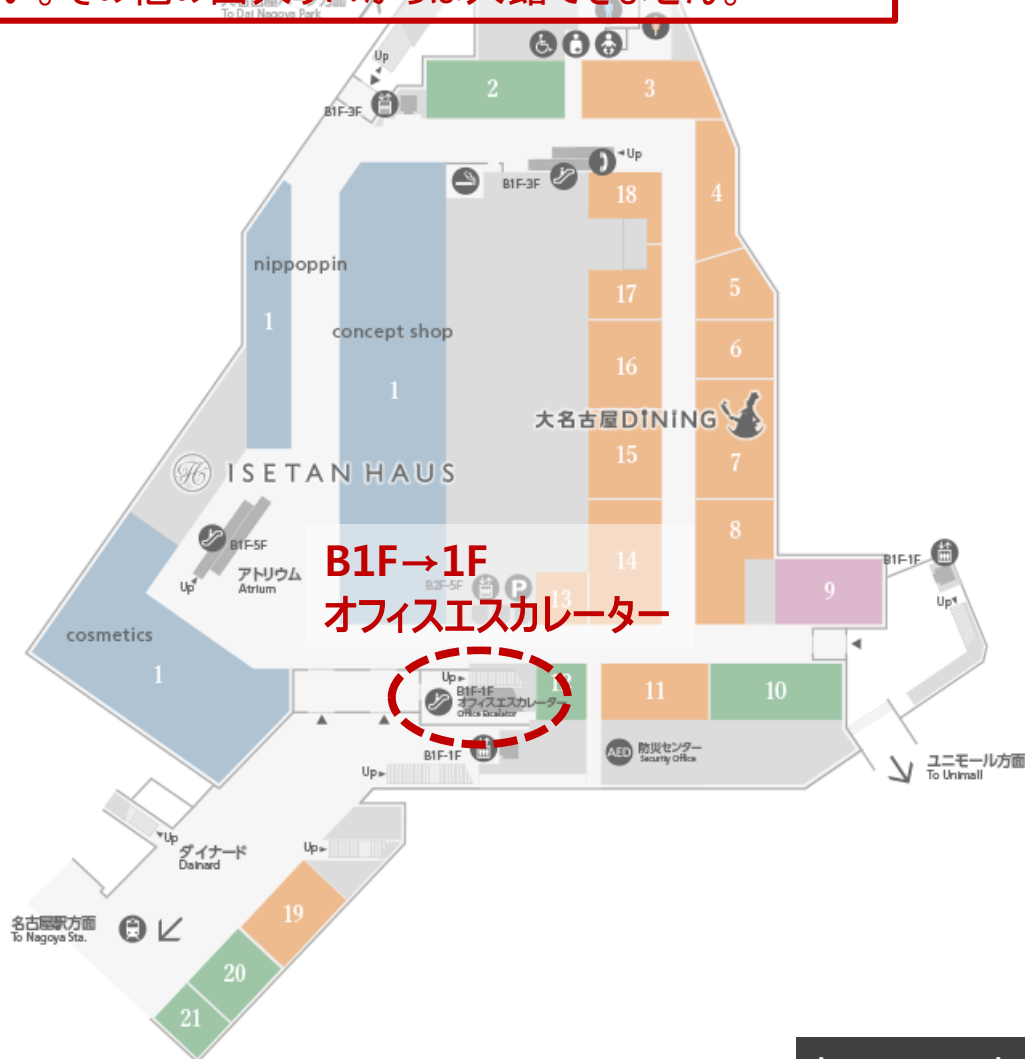 To Dai Nagoya Park
Up
B1F-3F
2
3
B1F-3F
Up
18
4
nippoppin
17
5
1
concept shop
6
16
1
大名古屋DINING
15
7
ISETAN HAUS
8
B1F-5F
Up
アトリウム
Atrium
B1F→1F
オフィスエスカレーター
14
B2F-5F
P
13
9
B1F-1F
Up
cosmetics
1
Up
B1F-1F
オフィスエスカレーター
Office Escalator
12
11
10
B1F-1F
Up
AED
防災センター
Security Office
ユニモール方面
To Unimall
Up
ダイナード
Dainard
Up
19
名古屋駅方面
To Nagoya Sta.
20
21